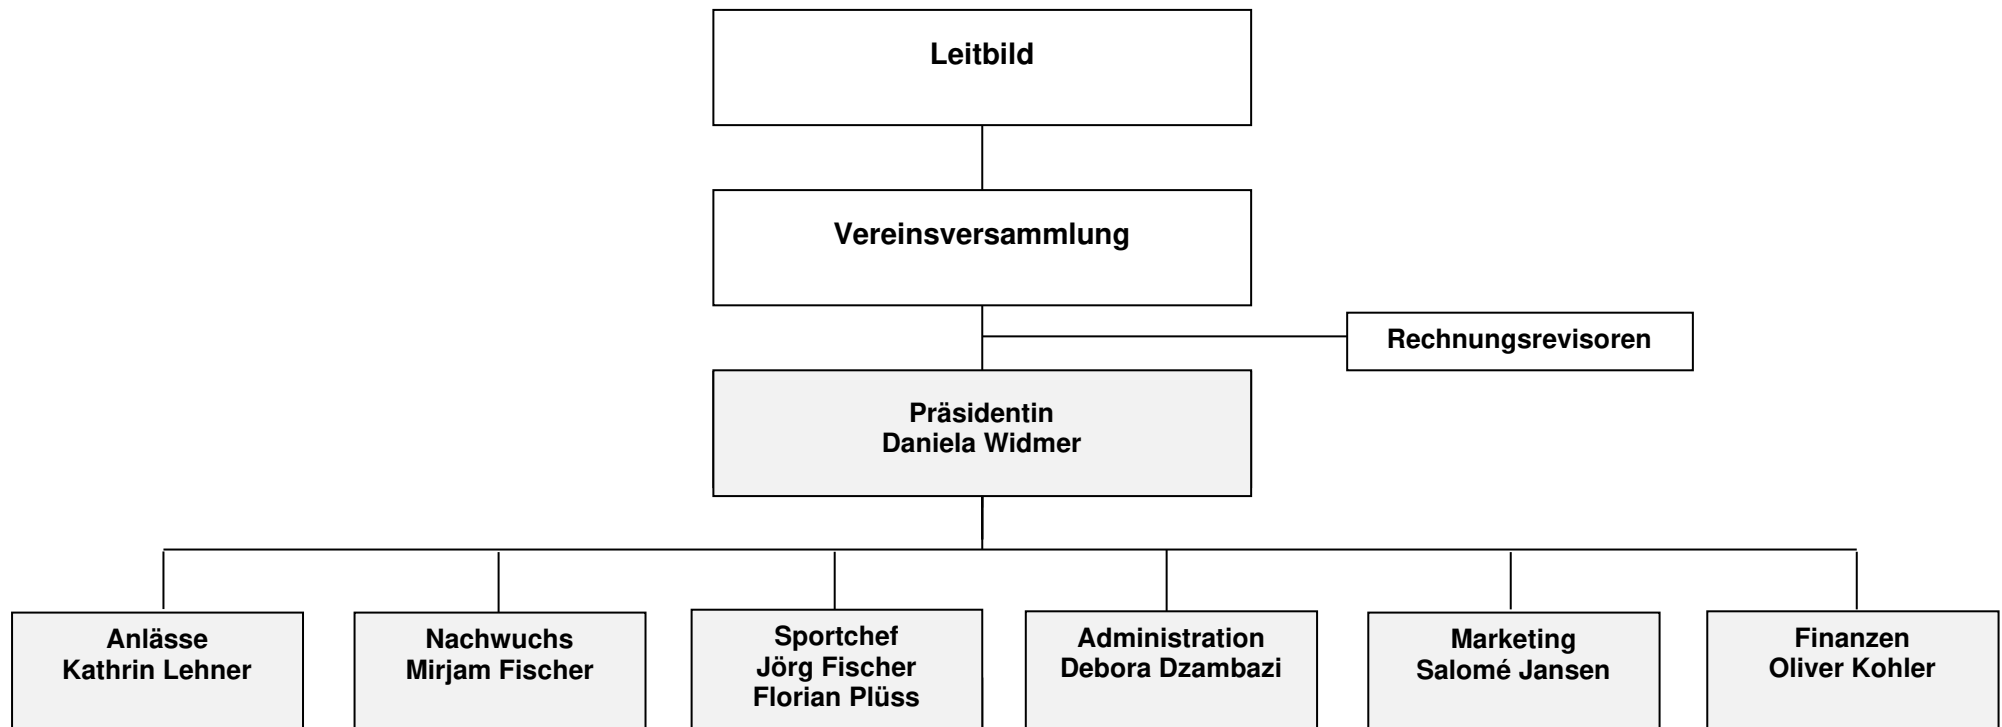 Leitbild
Vereinsversammlung
Rechnungsrevisoren
Präsidentin
Daniela Widmer
Anlässe
Kathrin Lehner
Nachwuchs
Mirjam Fischer
Sportchef
Jörg Fischer
Florian Plüss
Administration
Debora Dzambazi
Marketing
Salomé Jansen
Finanzen
Oliver Kohler